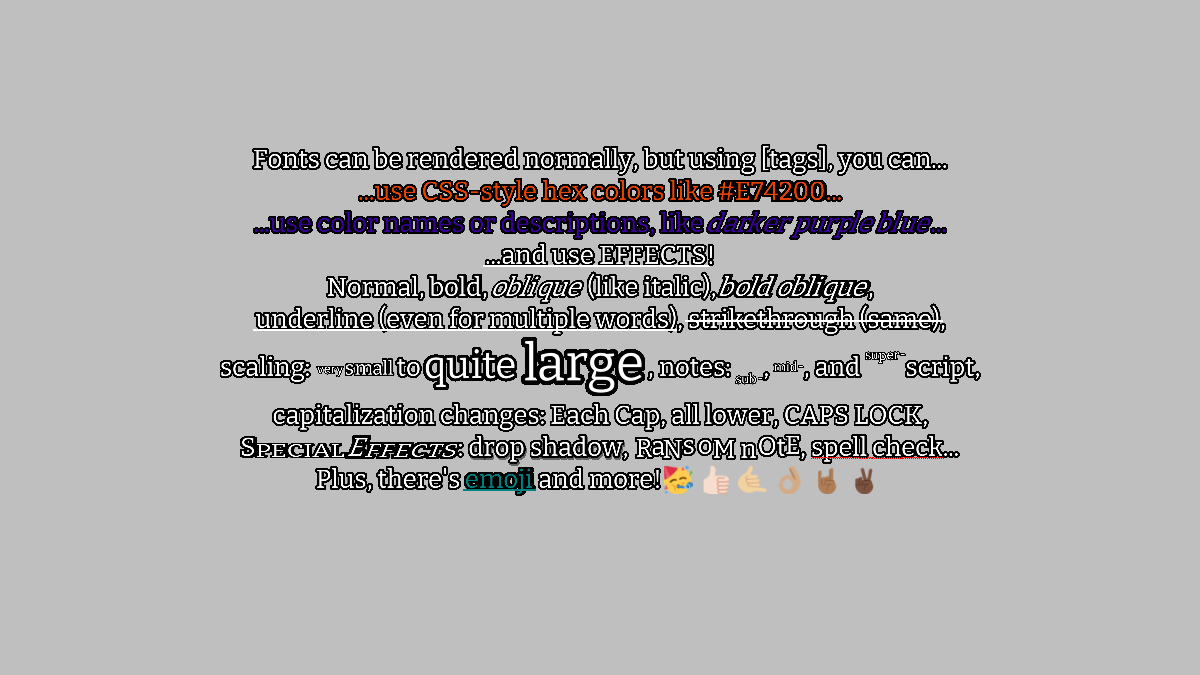 Fonts can be rendered normally, but using [tags], you can...
...use CSS-style hex colors like #E74200...
...use color names or descriptions, like darker purple blue...
...and use EFFECTS!
Normal, bold, oblique (like italic), bold oblique,
underline (even for multiple words), strikethrough (same),
scaling: very small to quite large, notes: sub-, mid-, and super-script,
capitalization changes: Each Cap, all lower, CAPS LOCK,
Special Effects: drop shadow, RaNsoM nOtE, spell check...
Plus, there's emoji and more! 🥳 👍🏻 🤙🏼 👌🏽 🤘🏾 ✌🏿